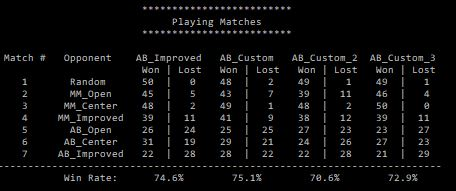 *************************
Playing Matches
*************************
Match # Opponent AB_Improved AB_Custom AB_Custom_2 AB_Custom_3
Won | Lost Won | Lost Won | Lost Won | Lost
1 Random 50 | 0 48 | 2 49 | 1 49 | 1
2 MM_Open 45 | 5 43 | 7 39 | 11 46 | 4
3 MM_Center 48 | 2 49 | 1 48 | 2 50 | 0
4 MM_Improved 39 | 11 41 | 9 38 | 12 39 | 11
5 AB_Open 26 | 24 25 | 25 27 | 23 23 | 27
6 AB_Center 31 | 19 29 | 21 24 | 26 27 | 23
7 AB_Improved 22 | 28 28 | 22 22 | 28 21 | 29
--------------------------------------------------------------------------
Win Rate: 74.6% 75.1% 70.6% 72.9%